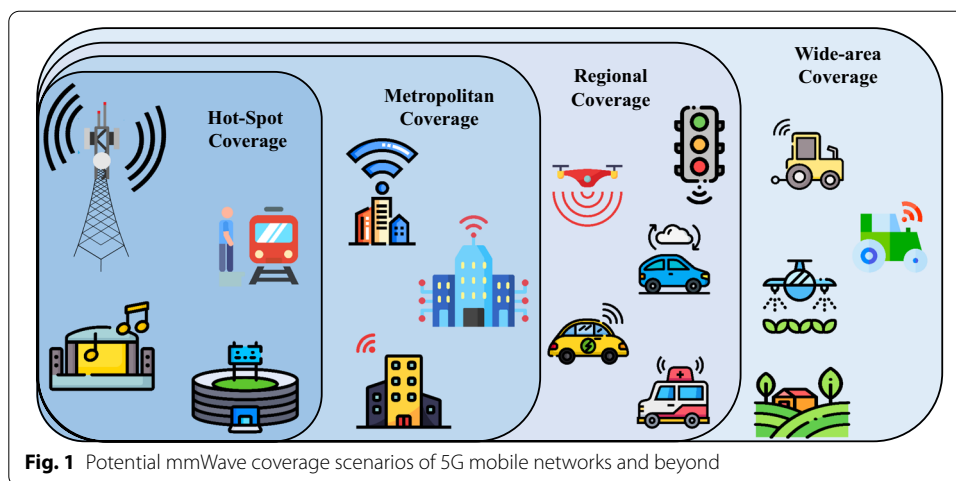 Hot-Spot
Coverage
Metropolitan
Coverage
Regional
Coverage
Wide-area
Coverage
Fig. 1 Potential mmWave coverage scenarios of 5G mobile networks and beyond